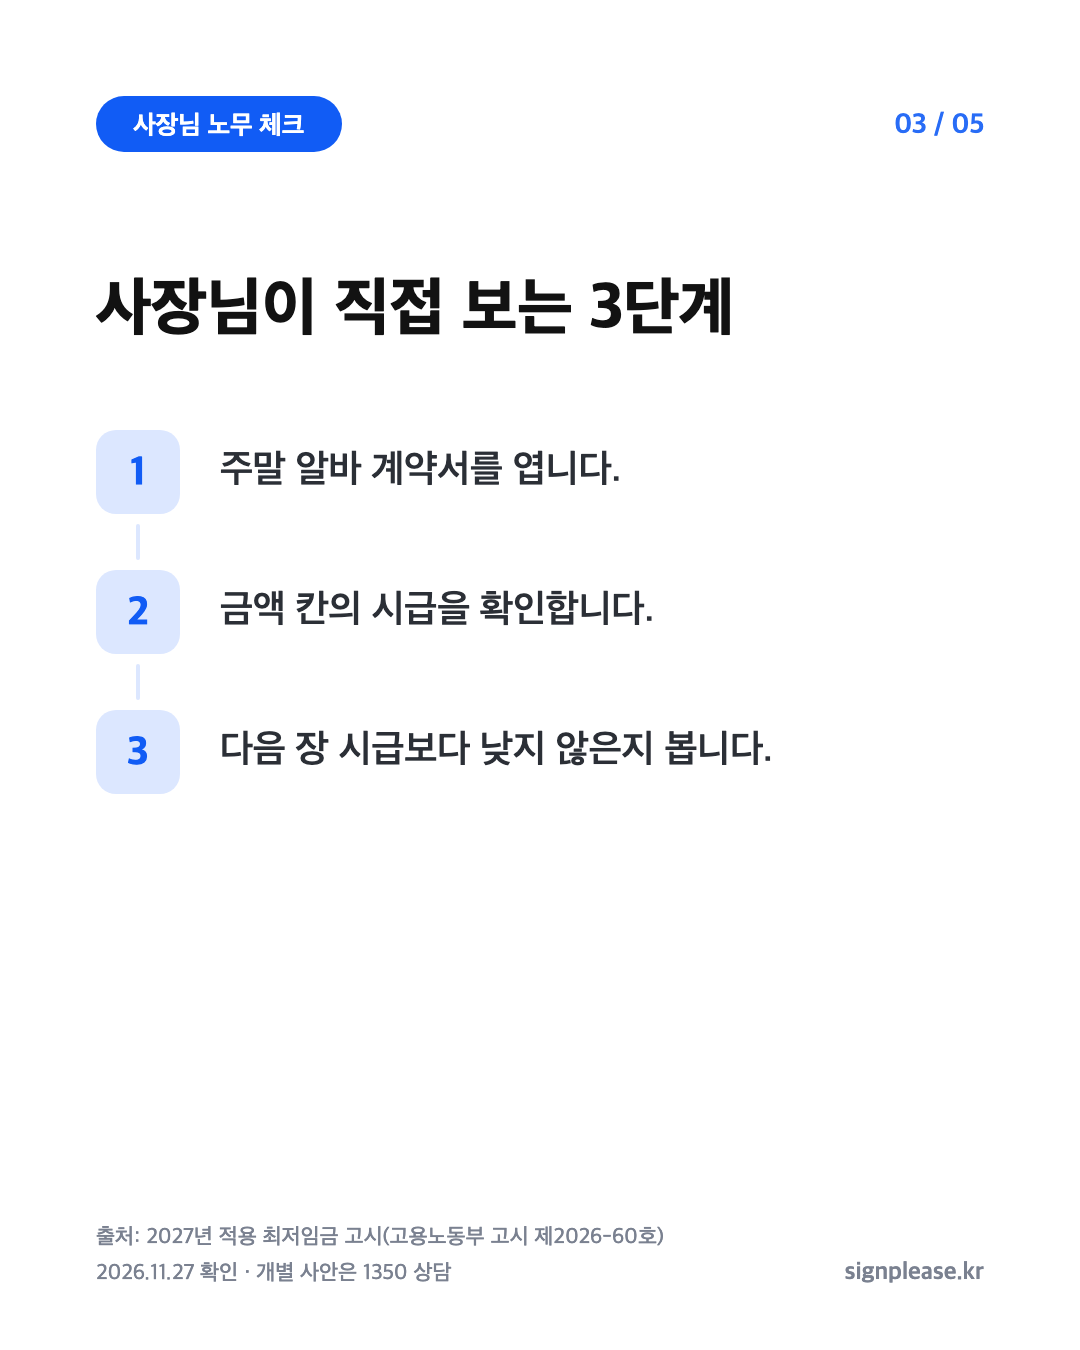 사장님 노무 체크
03 / 05
사장님이 직접 보는 3단계
1 주말 알바 계약서를 엽니다.
2 금액 칸의 시급을 확인합니다.
3 다음 장 시급보다 낮지 않은지 봅니다.
출처: 2027년 적용 최저임금 고시(고용노동부 고시 제2026-60호)
2026.11.27 확인 · 개별 사안은 1350 상담
signplease.kr